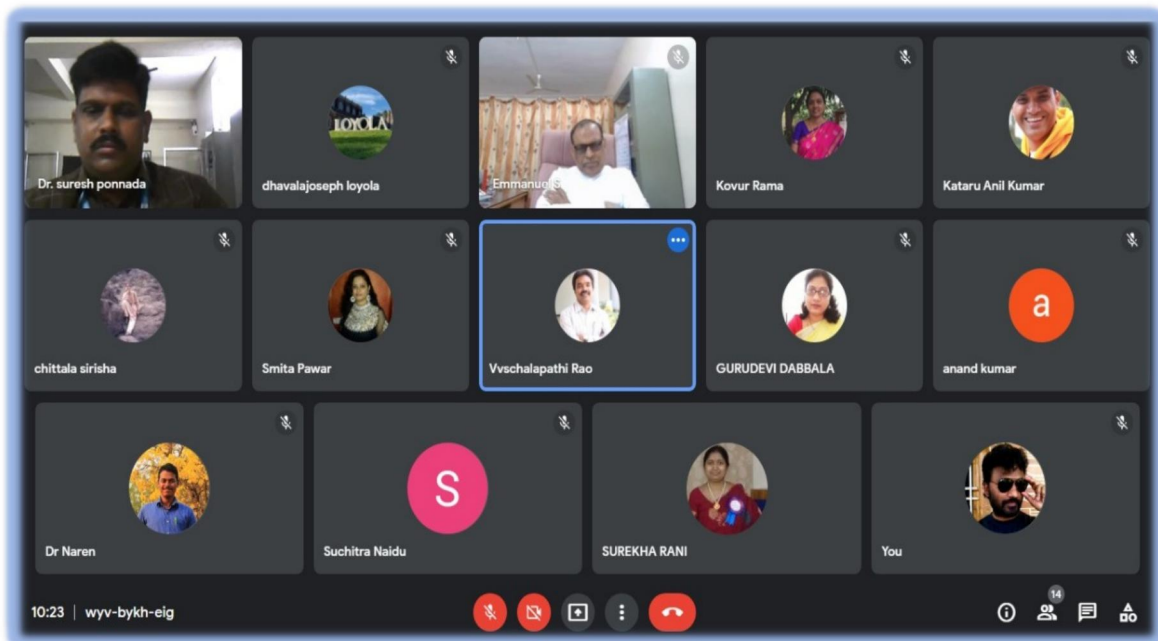 LOYOLA
Dr. suresh ponnada
dhavalajoseph loyola
Emmanuel G
Kovur Rama
Kataru Anil Kumar
a
chittala sirisha
Smita Pawar
Vvschalapathi Rao
GURUDEVI DABBALA
anand kumar
S
Dr Naren
Suchitra Naidu
SUREKHA RANI
You
10:23 | wyv-bykh-eig
14